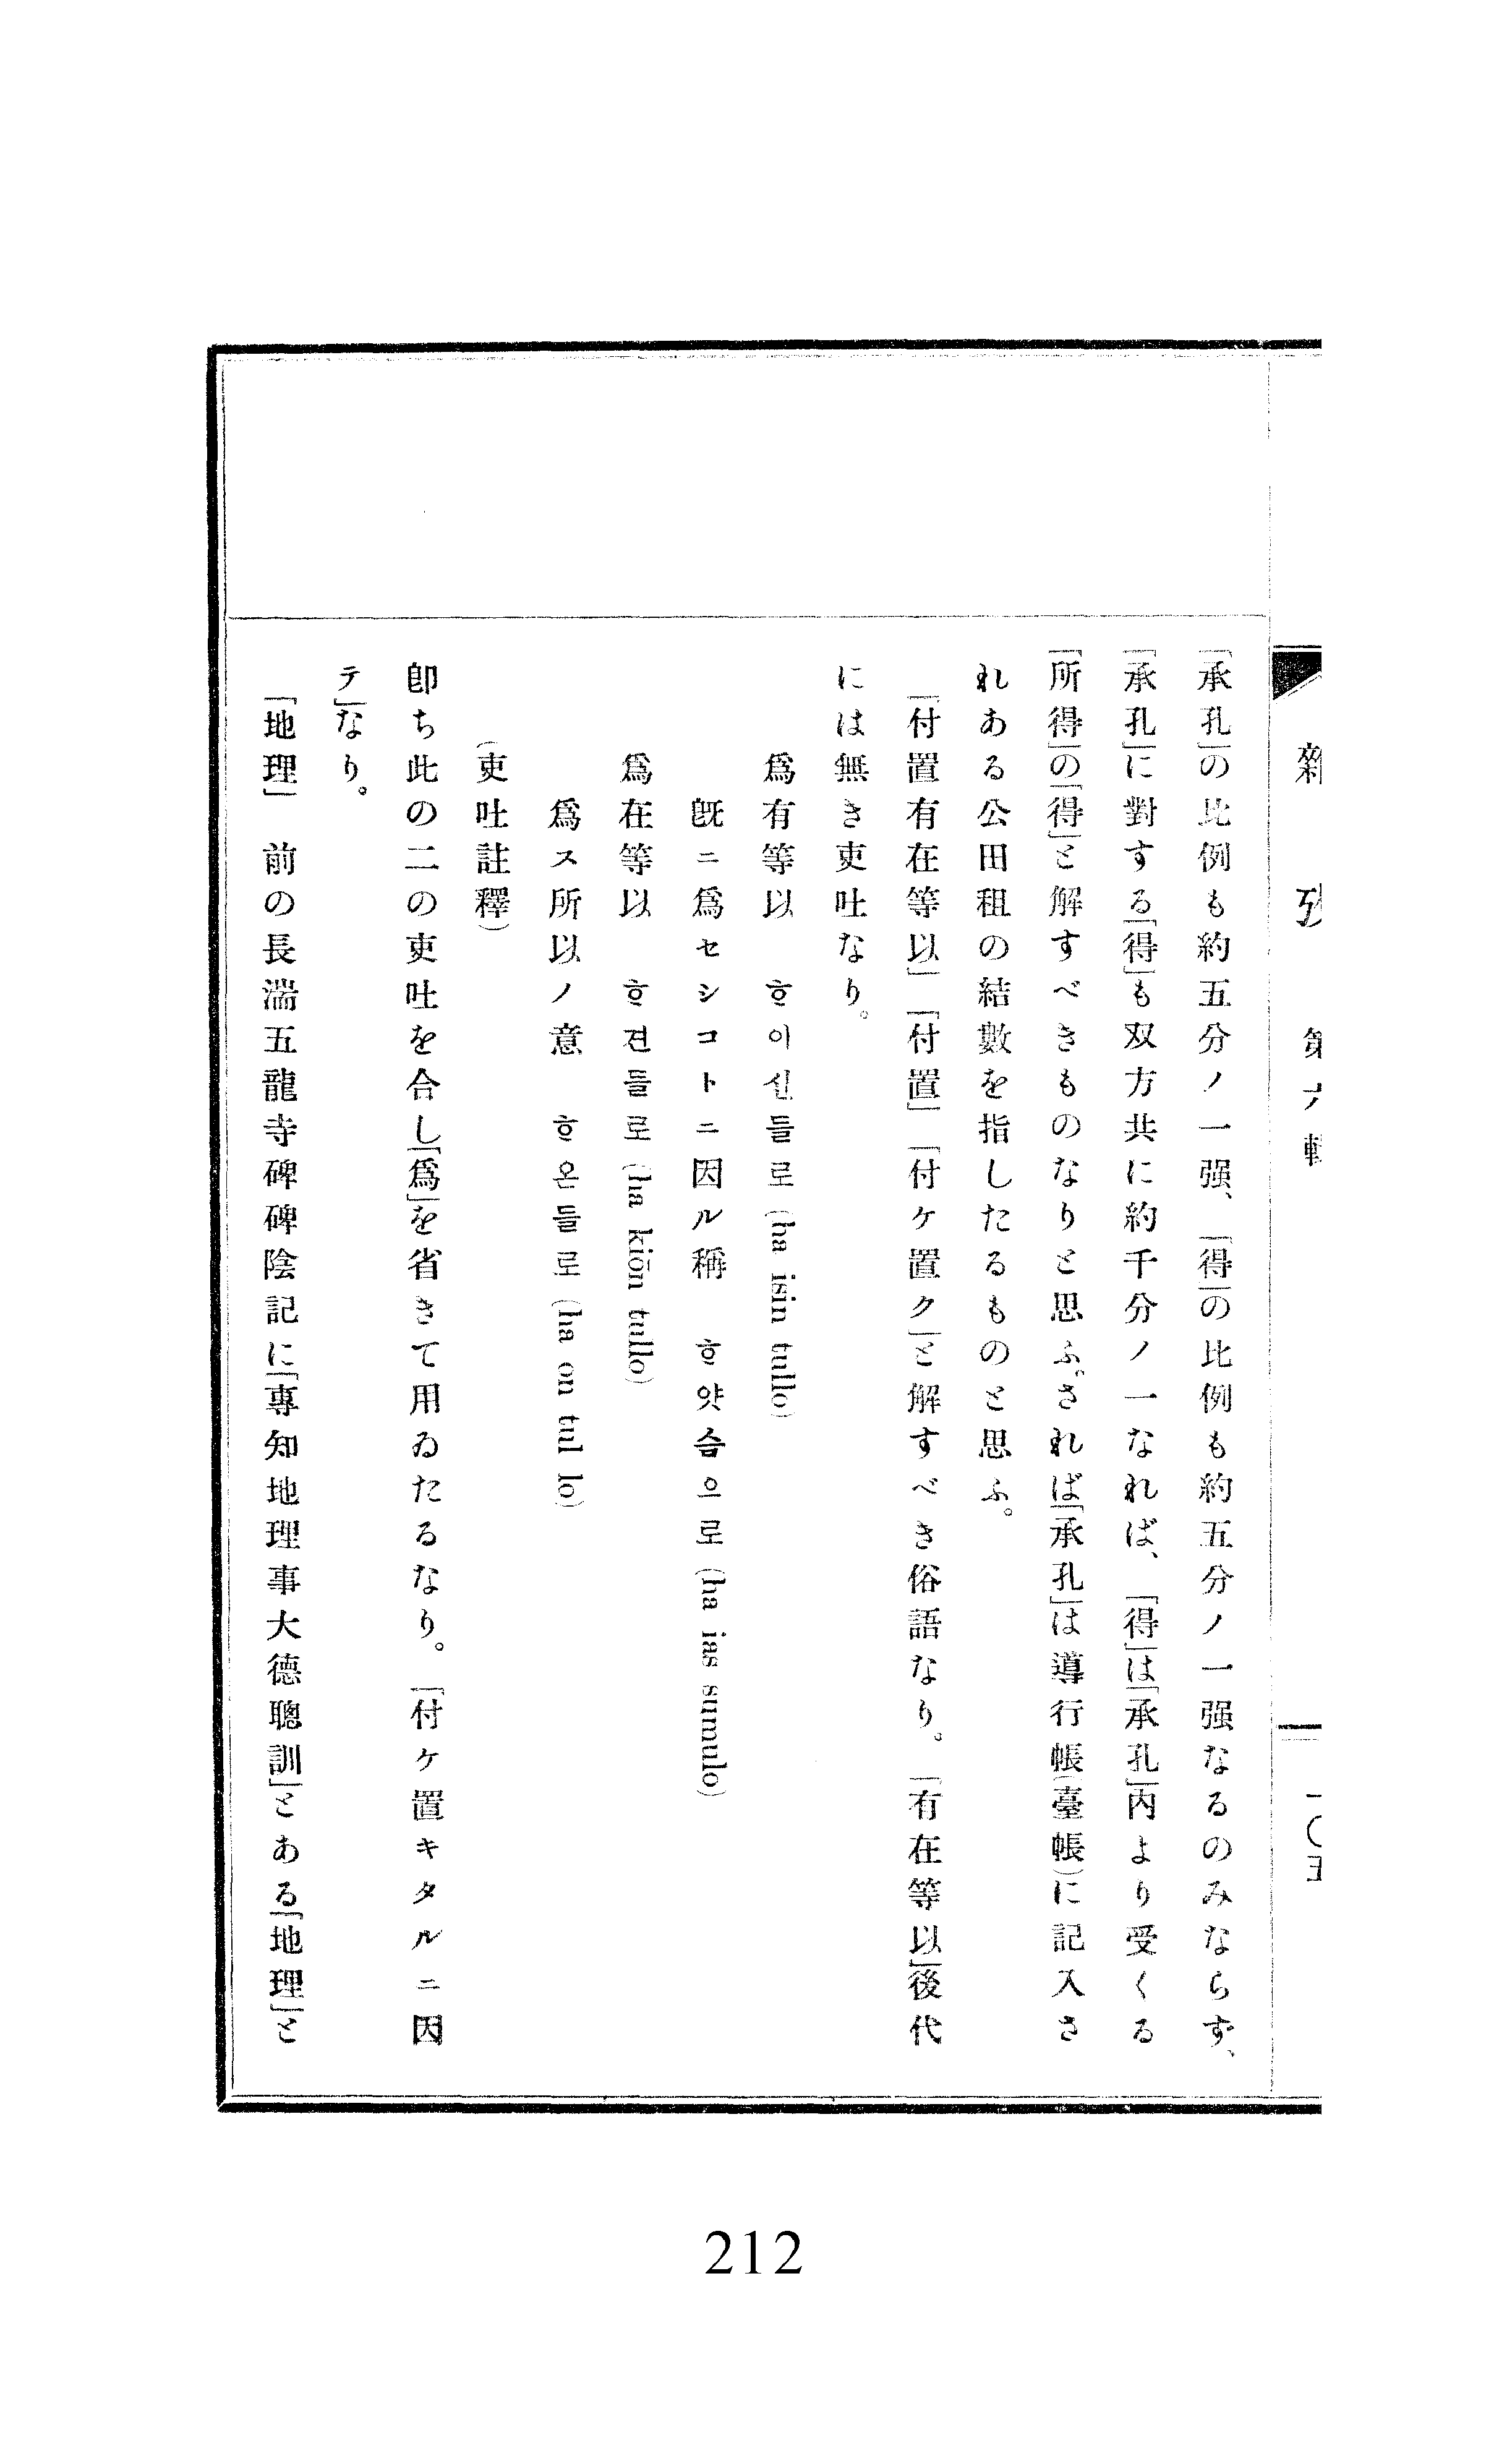 雜攷 第六輯 一〇五
「承孔」の比例も約五分ノ一强、「得」の比例も約五分ノ一强なるのみならず、
「承孔」に對する「得」も双方共に約千分ノ一なれば、「得」は「承孔」內より受くる
「所得」の「得」と解すべきものなりと思ふ。されば「承孔」は導行帳(臺帳)に記入さ
れある公田租の結數を指したるものと思ふ。
「付置有在等以」「付置」「付ケ置ク」と解すべき俗語なり。「有在等以」後代
には無き吏吐なり。
爲有等以 ᄒᆞ이신들로 (ha isin tullo)
旣ニ爲セシコトニ因ル稱 ᄒᆞ얏슴으로 (ha ias sumulo)
爲在等以 ᄒᆞ견들로 (ha kiŏn tullo)
爲ス所以ノ意 ᄒᆞ온들로 (ha on tul lo)
(吏吐註釋)
卽ち此の二の吏吐を合し「爲」を省きて用ゐたるなり。「付ケ置キタルニ因
テ」なり。
「地理」 前の長湍五龍寺碑碑陰記に「專知地理事大德聰訓」とある「地理」と
212